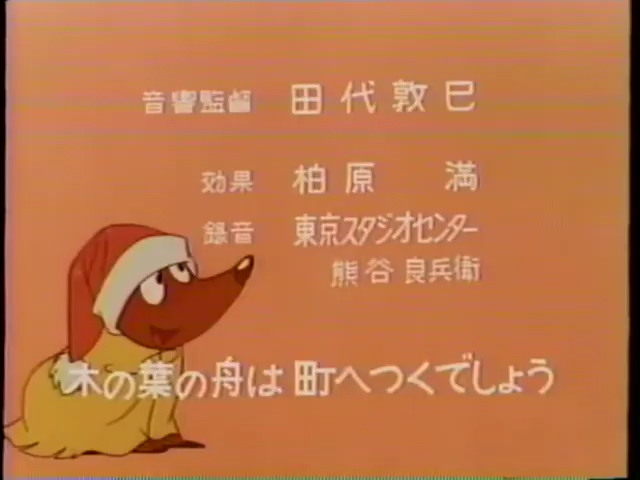 音響監督 田代敦巳
効果 柏原 満
録音 東京スタジオセンター
熊谷良兵衛
木の葉の舟は 町へつくでしょう